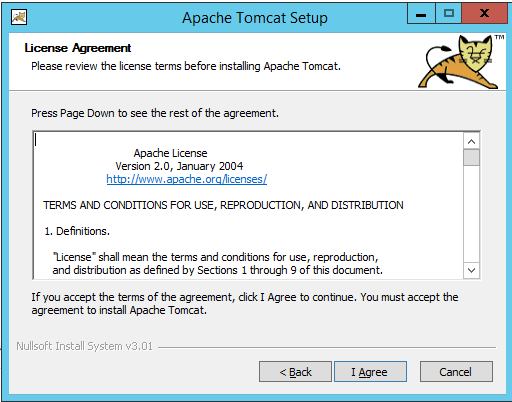 Apache Tomcat Setup
License Agreement
Please review the license terms before installing Apache Tomcat.
TM
Press Page Down to see the rest of the agreement.
Apache License
Version 2.0, January 2004
http://www.apache.org/licenses/
TERMS AND CONDITIONS FOR USE, REPRODUCTION, AND DISTRIBUTION
1. Definitions.
"License" shall mean the terms and conditions for use, reproduction,
and distribution as defined by Sections 1 through 9 of this document.
If you accept the terms of the agreement, click I Agree to continue. You must accept the
agreement to install Apache Tomcat.
Nullsoft Install System v3.01
< Back
I Agree
Cancel